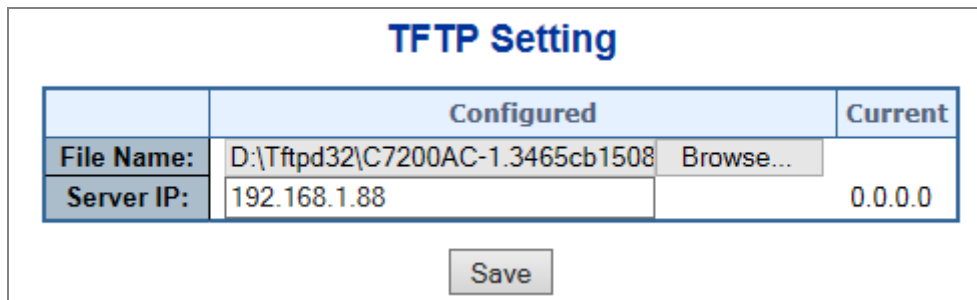 TFTP Setting
Configured Current
File Name: D:\Tftpd32\C7200AC-1.3465cb1508 Browse...
Server IP: 192.168.1.88 0.0.0.0
Save